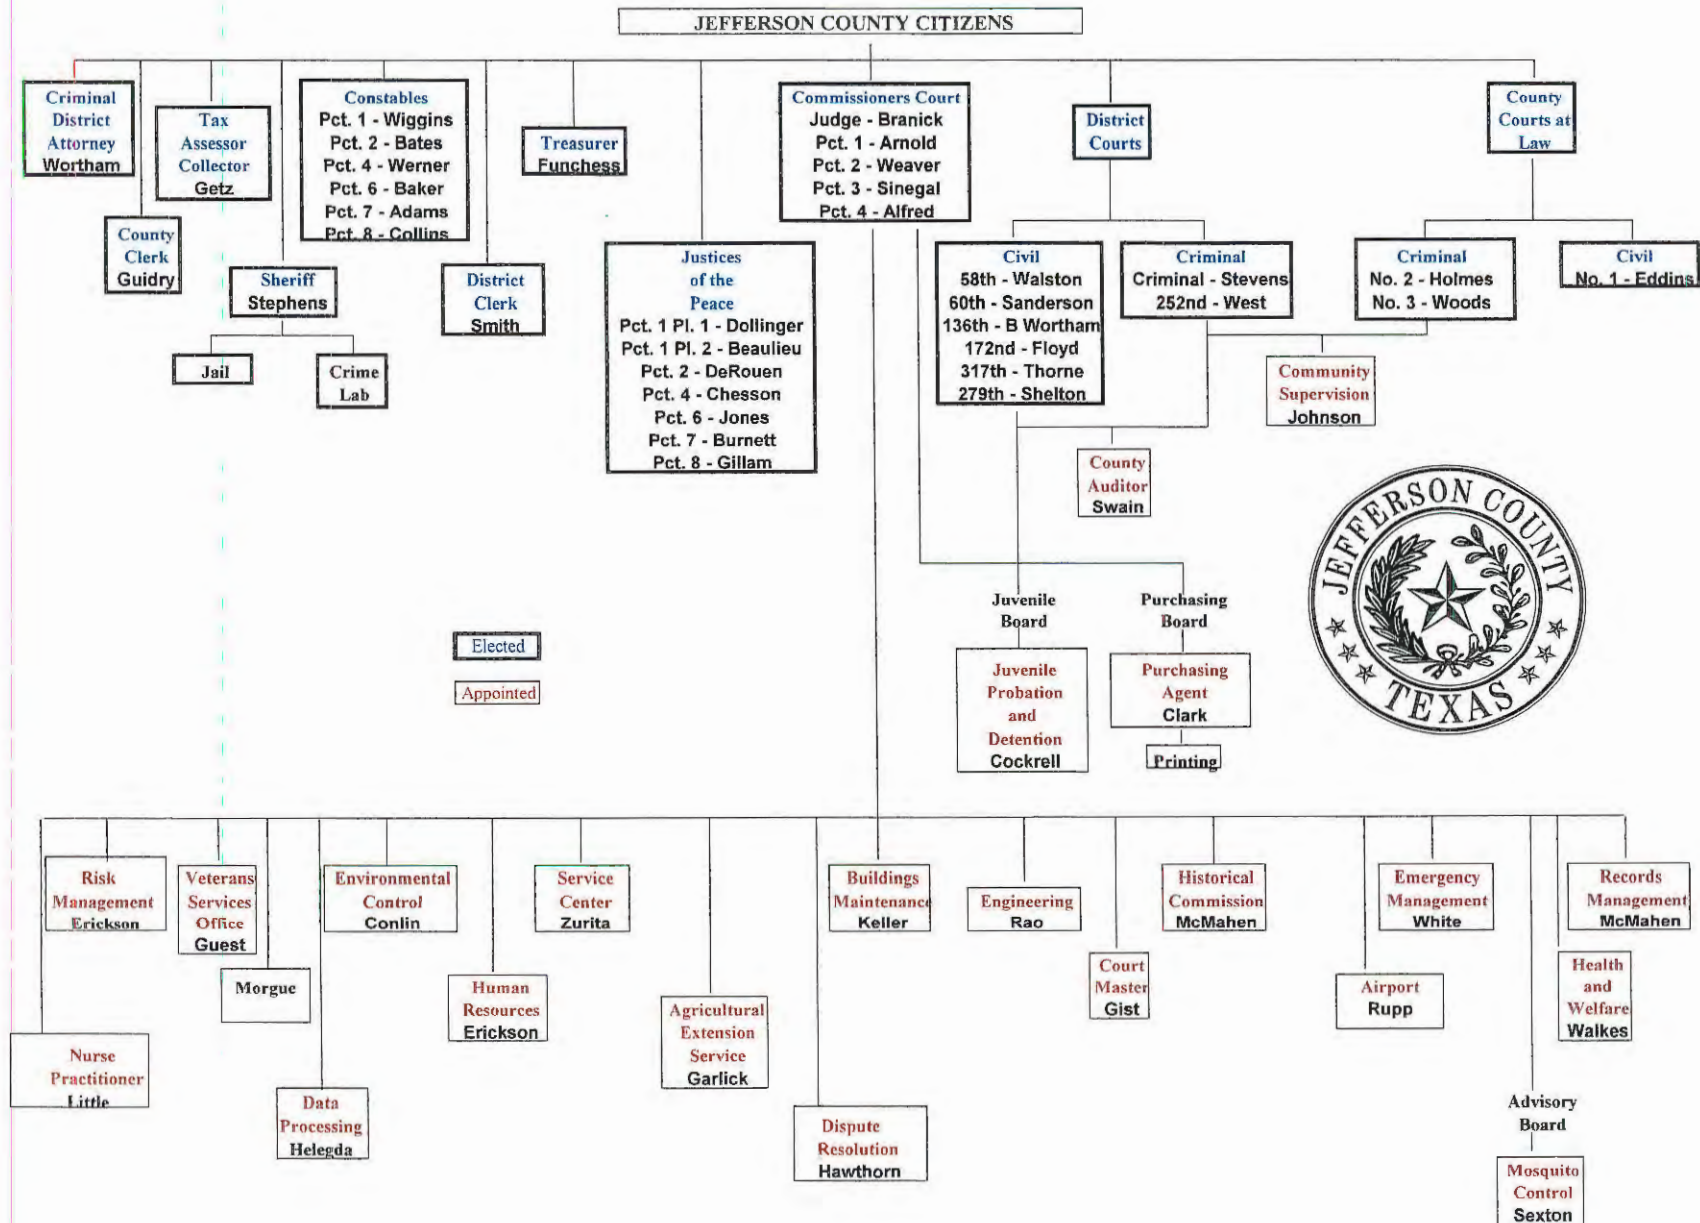 JEFFERSON COUNTY CITIZENS
Criminal
District
Attorney
Wortham
County
Clerk
Guidry
Tax
Assessor
Collector
Getz
Sheriff
Stephens
Jail
Crime
Lab
Constables
Pct. 1 - Wiggins
Pct. 2 - Bates
Pct. 4 - Werner
Pct. 6 - Baker
Pct. 7 - Adams
Pct. 8 - Collins
District
Clerk
Smith
Treasurer
Funchess
Justices
of the
Peace
Pct. 1 Pl. 1 - Dollinger
Pct. 1 Pl. 2 - Beaulieu
Pct. 2 - DeRouen
Pct. 4 - Chesson
Pct. 6 - Jones
Pct. 7 - Burnett
Pct. 8 - Gillam
Commissioners Court
Judge - Branick
Pct. 1 - Arnold
Pct. 2 - Weaver
Pct. 3 - Sinegal
Pct. 4 - Alfred
District
Courts
Civil
58th - Walston
60th - Sanderson
136th - B Wortham
172nd - Floyd
317th - Thorne
279th - Shelton
Criminal
Criminal - Stevens
252nd - West
County
Courts at
Law
Criminal
No. 2 - Holmes
No. 3 - Woods
Civil
No. 1 - Eddins
Community
Supervision
Johnson
County
Auditor
Swain
Juvenile
Board
Juvenile
Probation
and
Detention
Cockrell
Purchasing
Board
Purchasing
Agent
Clark
Printing
JEFFERSON COUNTY
TEXAS
Elected
Appointed
Risk
Management
Erickson
Veterans
Services
Office
Guest
Environmental
Control
Conlin
Service
Center
Zurita
Buildings
Maintenance
Keller
Engineering
Rao
Historical
Commission
McMahen
Emergency
Management
White
Records
Management
McMahen
Morgue
Human
Resources
Erickson
Agricultural
Extension
Service
Garlick
Court
Master
Gist
Airport
Rupp
Health
and
Welfare
Walkes
Nurse
Practitioner
Little
Data
Processing
Helegda
Dispute
Resolution
Hawthorn
Advisory
Board
Mosquito
Control
Sexton